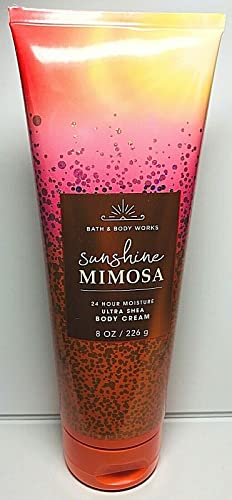 BATH & BODY WORKS
sunshine
MIMOSA
24 HOUR MOISTURE
ULTRA SHEA
BODY CREAM
8 OZ / 226 g